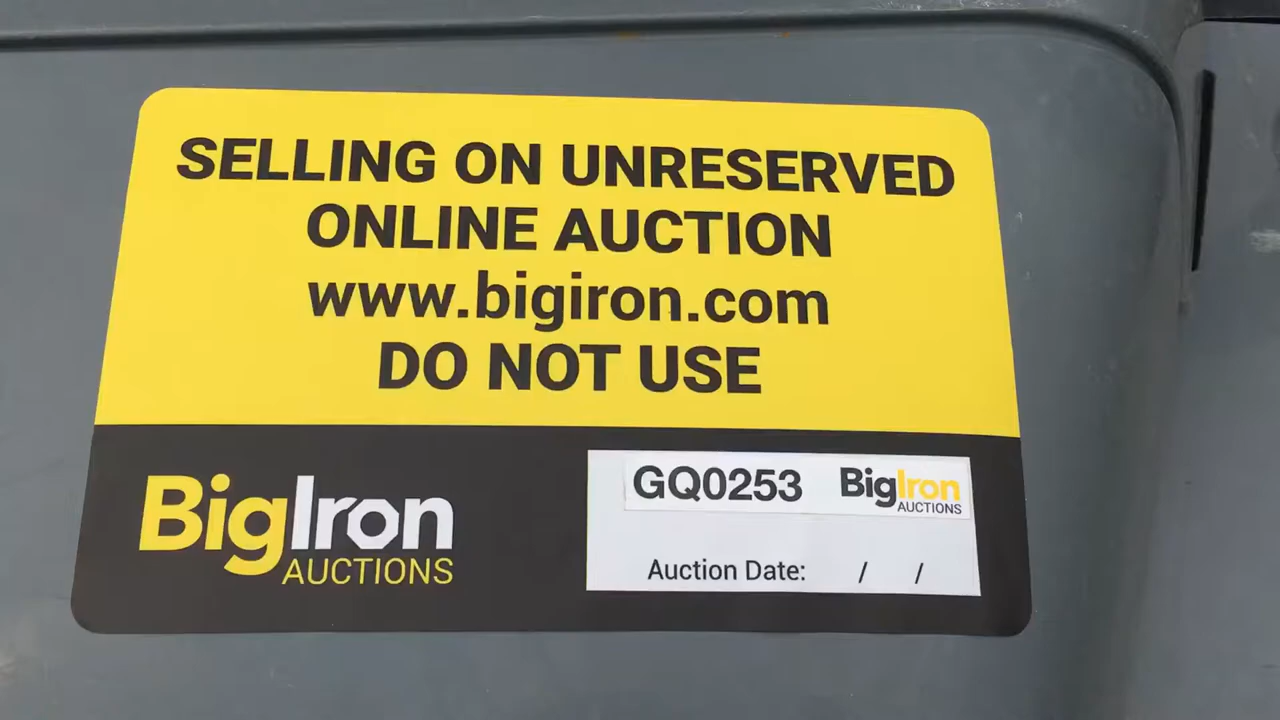 SELLING ON UNRESERVED
ONLINE AUCTION
www.bigiron.com
DO NOT USE
BigIron
AUCTIONS
GQ0253 BigIron
AUCTIONS
Auction Date: / /